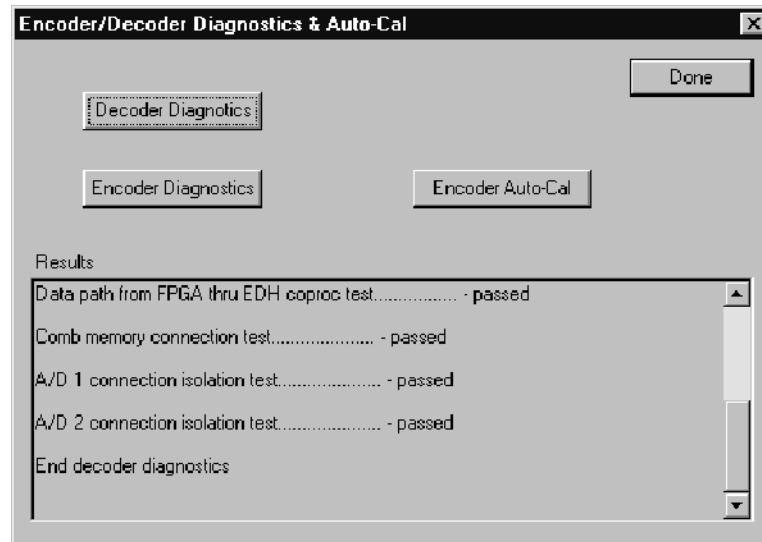 Encoder/Decoder Diagnostics & Auto-Cal
Done
Decoder Diagnotics
Encoder Diagnostics
Encoder Auto-Cal
Results
Data path from FPGA thru EDH coproc test................ - passed
Comb memory connection test.................... - passed
A/D 1 connection isolation test.................... - passed
A/D 2 connection isolation test.................... - passed
End decoder diagnostics